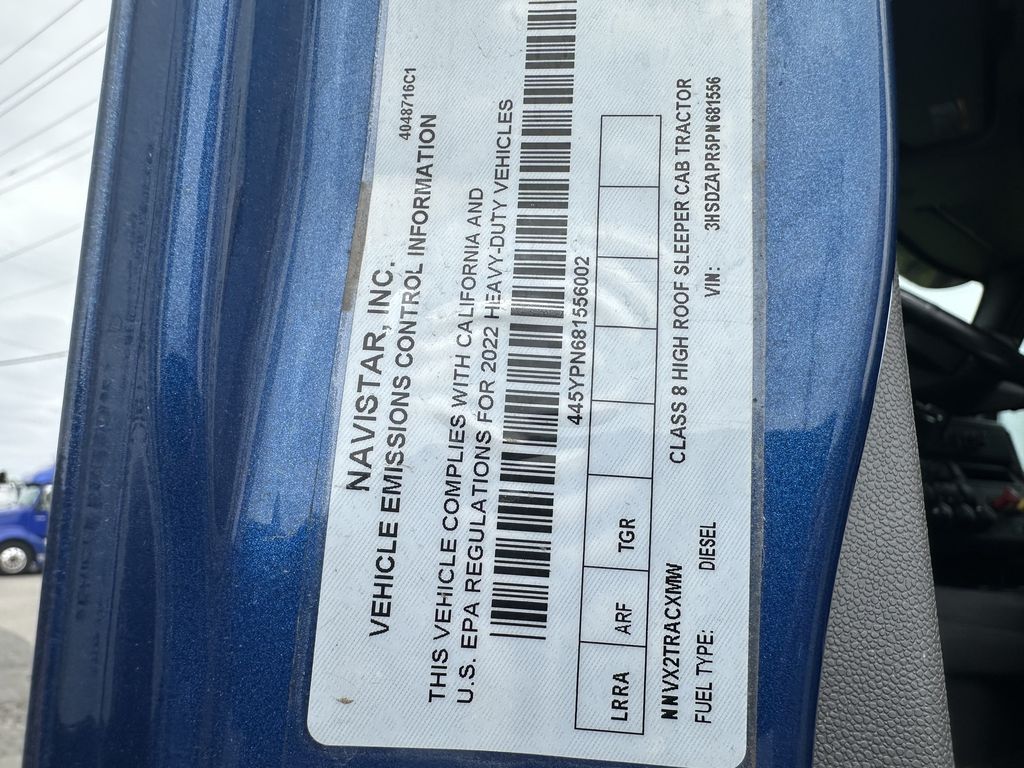 4048716C1
NAVISTAR, INC.
VEHICLE EMISSIONS CONTROL INFORMATION
THIS VEHICLE COMPLIES WITH CALIFORNIA AND
U.S. EPA REGULATIONS FOR 2022 HEAVY-DUTY VEHICLES
445YPN681556002
LRRA ARF TGR
NNVX2TRACXMW CLASS 8 HIGH ROOF SLEEPER CAB TRACTOR
FUEL TYPE: DIESEL VIN: 3HSDZAPR5PN681556